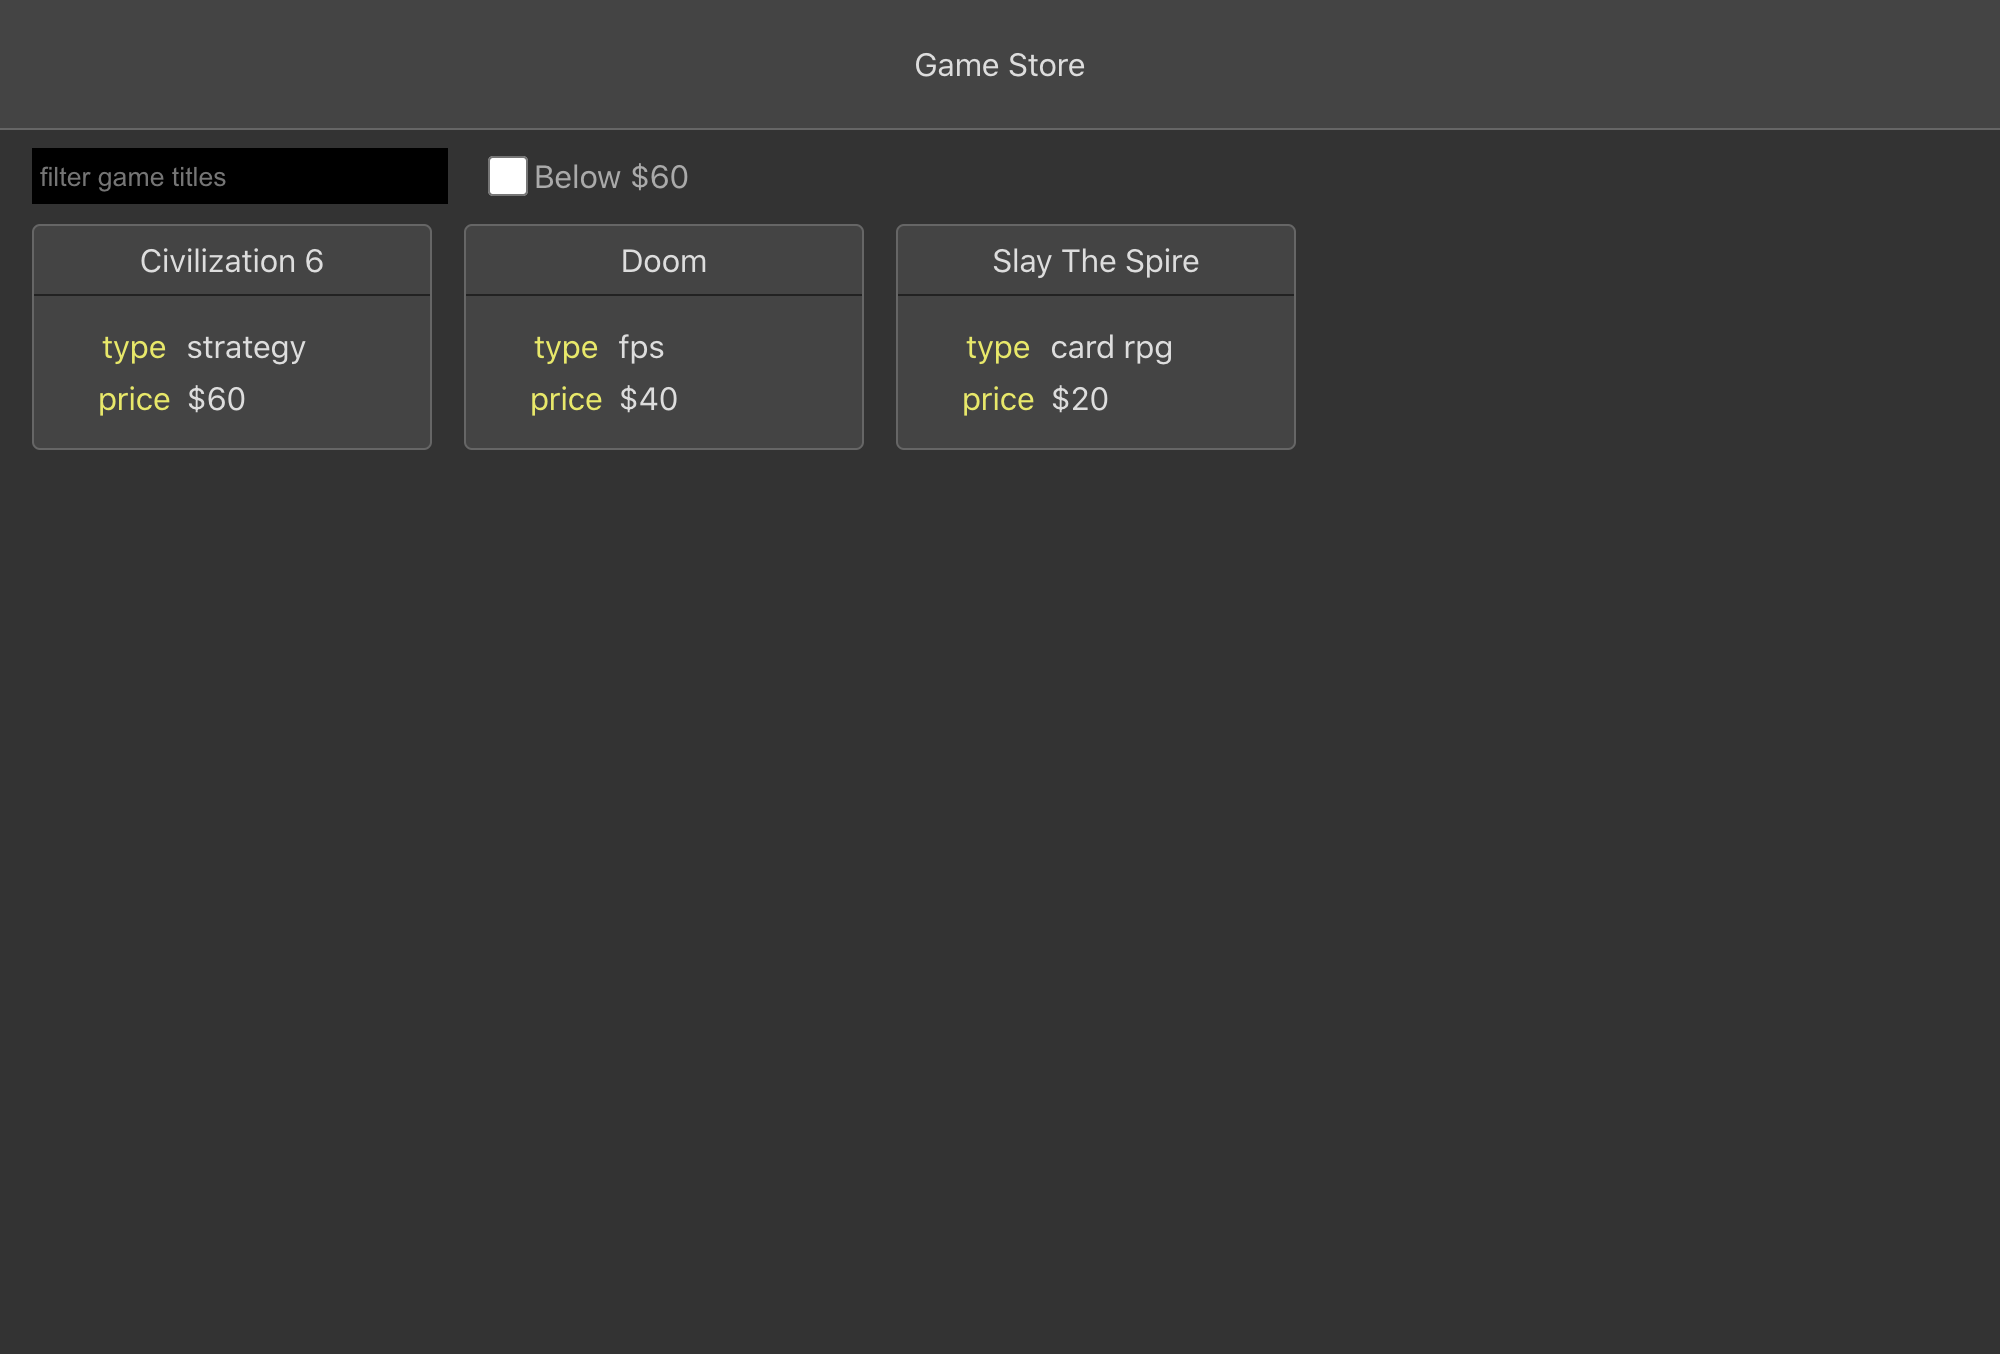 Game Store
filter game titles
Below $60
Civilization 6
type strategy
price $60
Doom
type fps
price $40
Slay The Spire
type card rpg
price $20